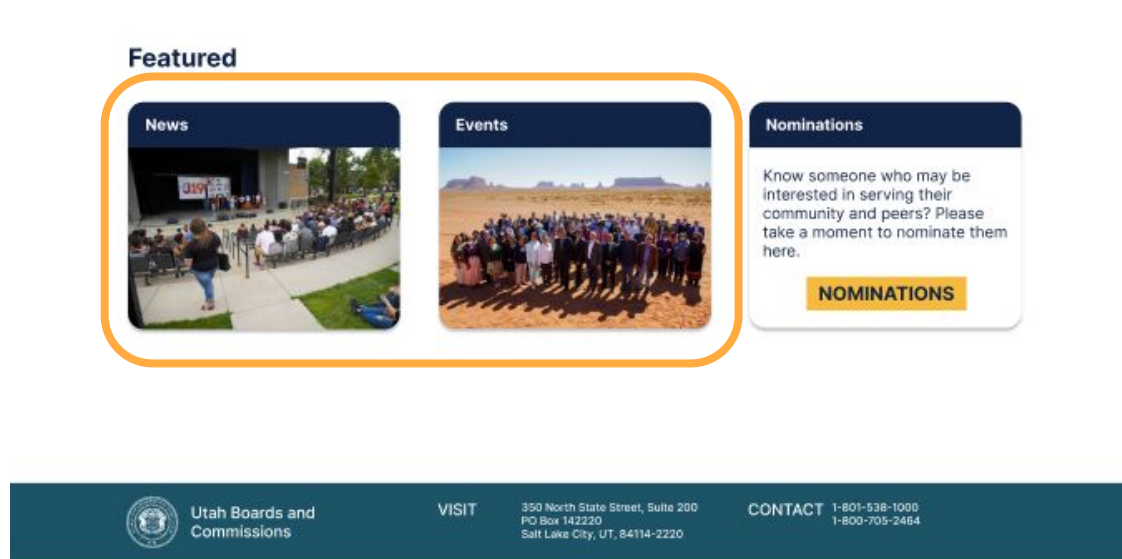 Featured
News
Events
Nominations
Know someone who may be
interested in serving their
community and peers? Please
take a moment to nominate them
here.
NOMINATIONS
Utah Boards and
Commissions
VISIT
350 North State Street, Suite 200
PO Box 142220
Salt Lake City, UT, 84114-2220
CONTACT
1-801-538-1000
1-800-705-2464